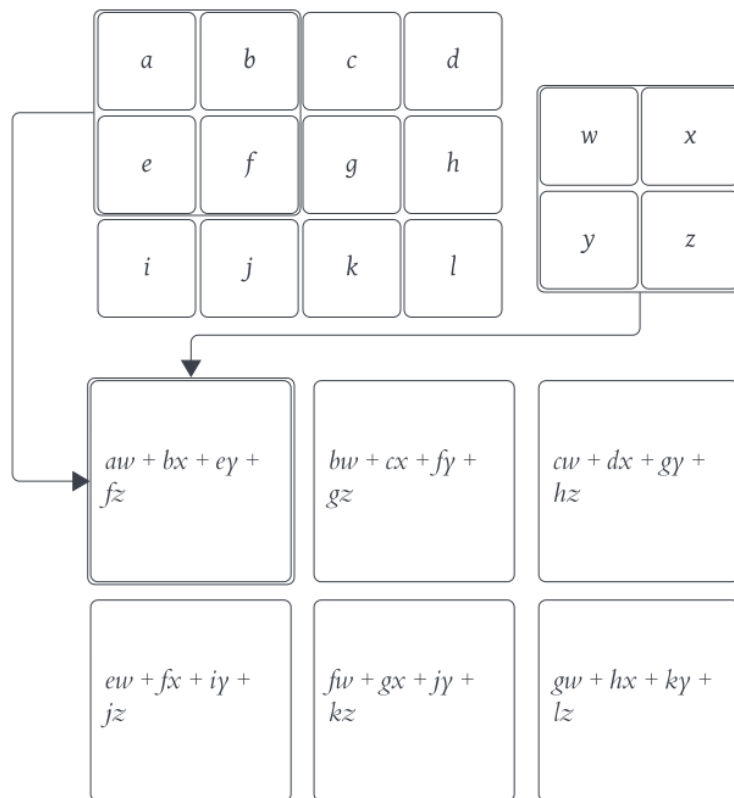 a b c d
w x
e f g h
y z
i j k l
aw + bx + ey +
fz
bw + cx + fy +
gz
cw + dx + gy +
hz
ew + fx + iy +
jz
fw + gx + jy +
kz
gw + hx + ky +
lz